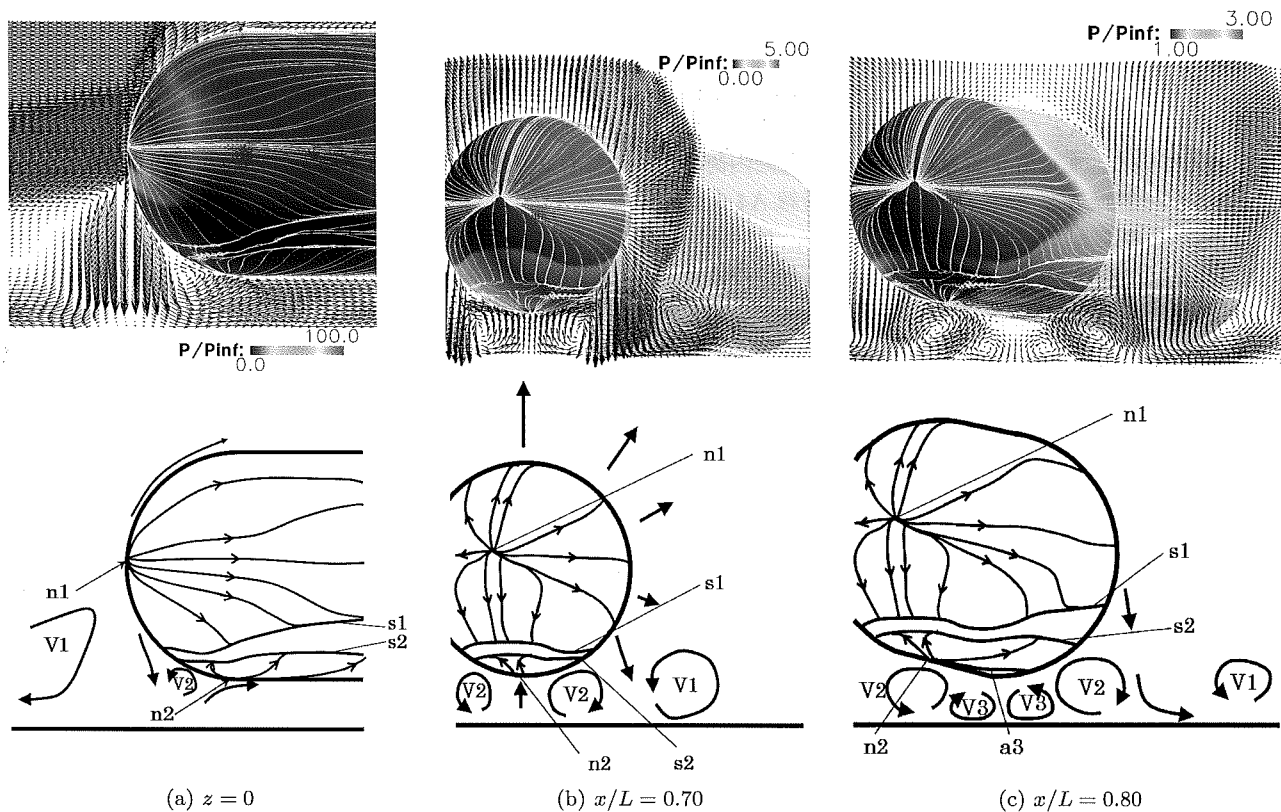 P/Pinf:
100.0
0.0
P/Pinf:
5.00
0.00
P/Pinf:
3.00
1.00
n1
V1
V2
n2
s1
s2
n1
s1
V2
V2
V1
n2
s2
n1
s1
s2
V2
V3
V3
V2
V1
n2
a3
(a) z = 0
(b) x/L = 0.70
(c) x/L = 0.80